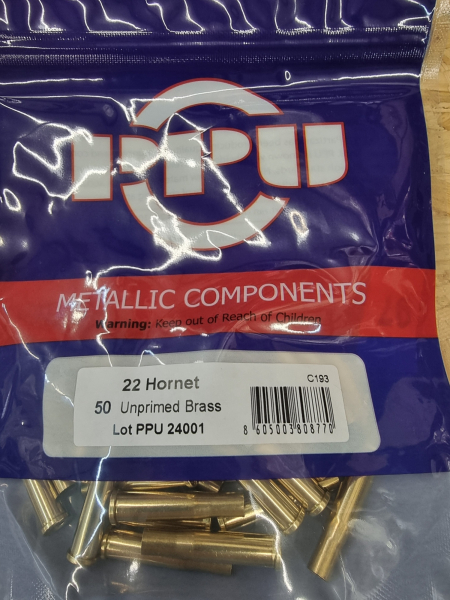 PPU
METALLIC COMPONENTS
Warning: Keep out of Reach of Children
22 Hornet
C193
50 Unprimed Brass
Lot PPU 24001
8 605003 808770